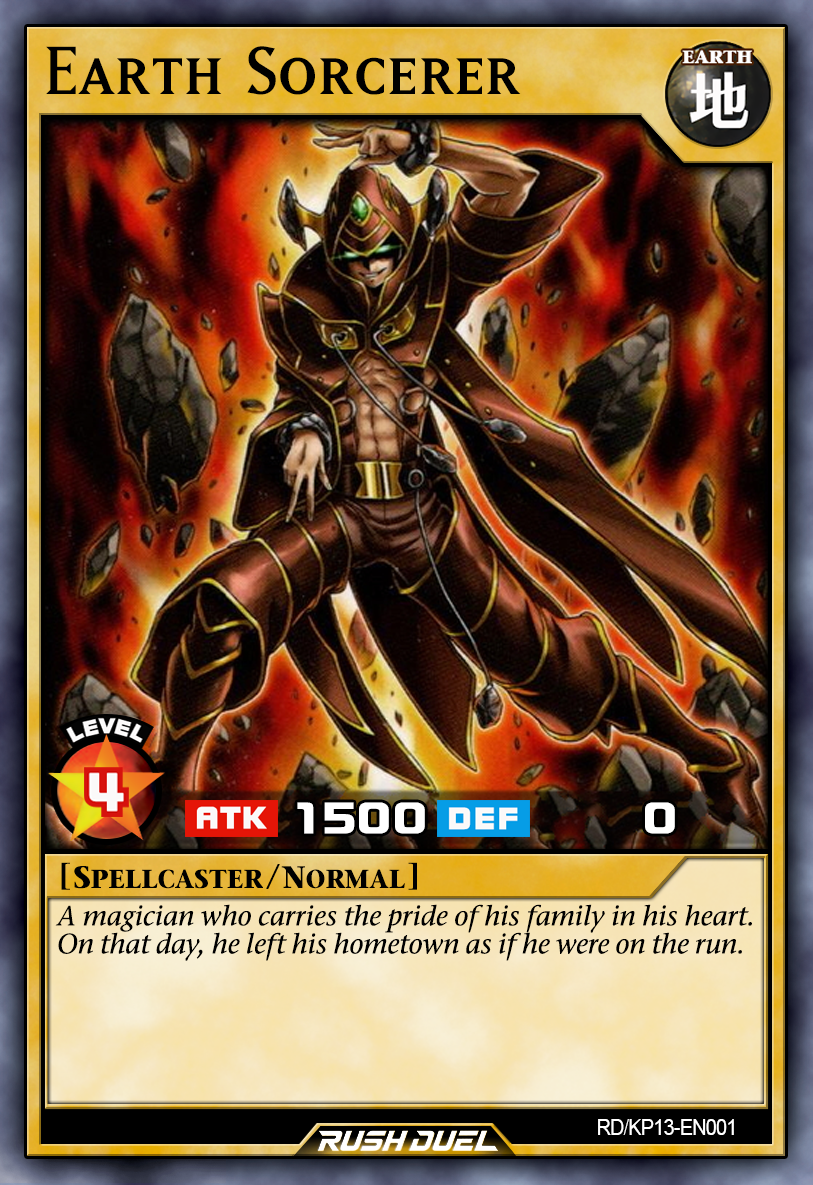 Earth Sorcerer
EARTH
地
LEVEL
4
ATK 1500 DEF 0
[Spellcaster/Normal]
A magician who carries the pride of his family in his heart.
On that day, he left his hometown as if he were on the run.
RD/KP13-EN001
RUSH DUEL